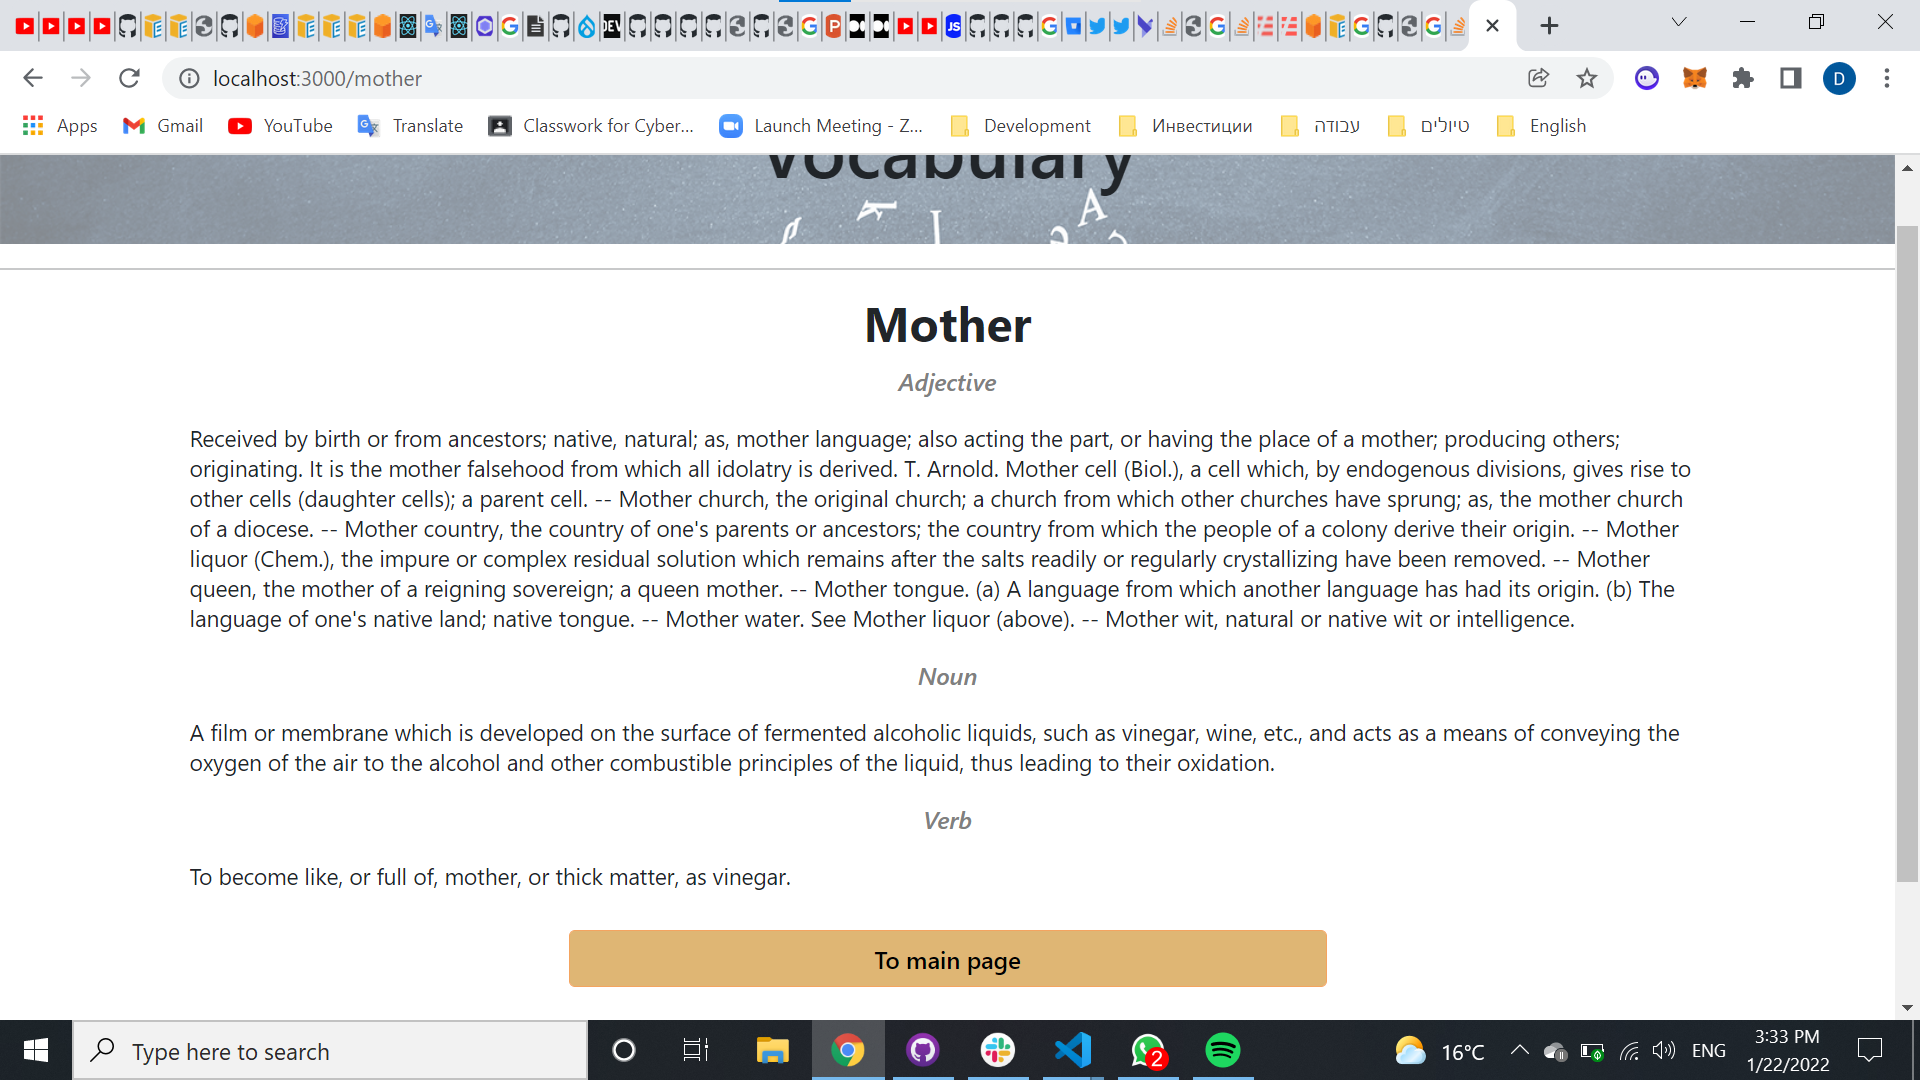 localhost:3000/mother
D
Apps
Gmail
YouTube
Translate
Classwork for Cyber...
Launch Meeting - Z...
Development
Инвестиции
עבודה
טיולים
English
Vocabulary
A
Mother
Adjective
Received by birth or from ancestors; native, natural; as, mother language; also acting the part, or having the place of a mother; producing others;
originating. It is the mother falsehood from which all idolatry is derived. T. Arnold. Mother cell (Biol.), a cell which, by endogenous divisions, gives rise to
other cells (daughter cells); a parent cell. -- Mother church, the original church; a church from which other churches have sprung; as, the mother church
of a diocese. -- Mother country, the country of one's parents or ancestors; the country from which the people of a colony derive their origin. -- Mother
liquor (Chem.), the impure or complex residual solution which remains after the salts readily or regularly crystallizing have been removed. -- Mother
queen, the mother of a reigning sovereign; a queen mother. -- Mother tongue. (a) A language from which another language has had its origin. (b) The
language of one's native land; native tongue. -- Mother water. See Mother liquor (above). -- Mother wit, natural or native wit or intelligence.
Noun
A film or membrane which is developed on the surface of fermented alcoholic liquids, such as vinegar, wine, etc., and acts as a means of conveying the
oxygen of the air to the alcohol and other combustible principles of the liquid, thus leading to their oxidation.
Verb
To become like, or full of, mother, or thick matter, as vinegar.
To main page
Type here to search
2
16°C
ENG
3:33 PM
1/22/2022